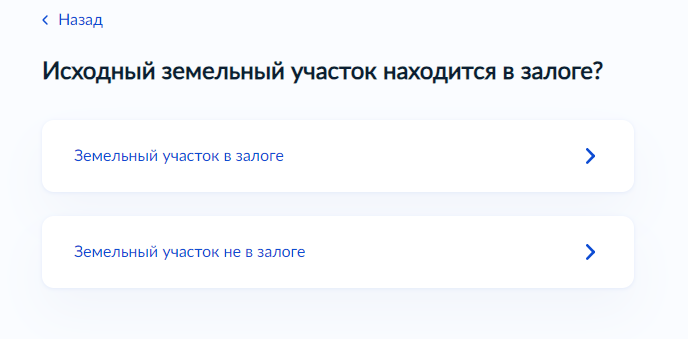 Назад
Исходный земельный участок находится в залоге?
Земельный участок в залоге
Земельный участок не в залоге